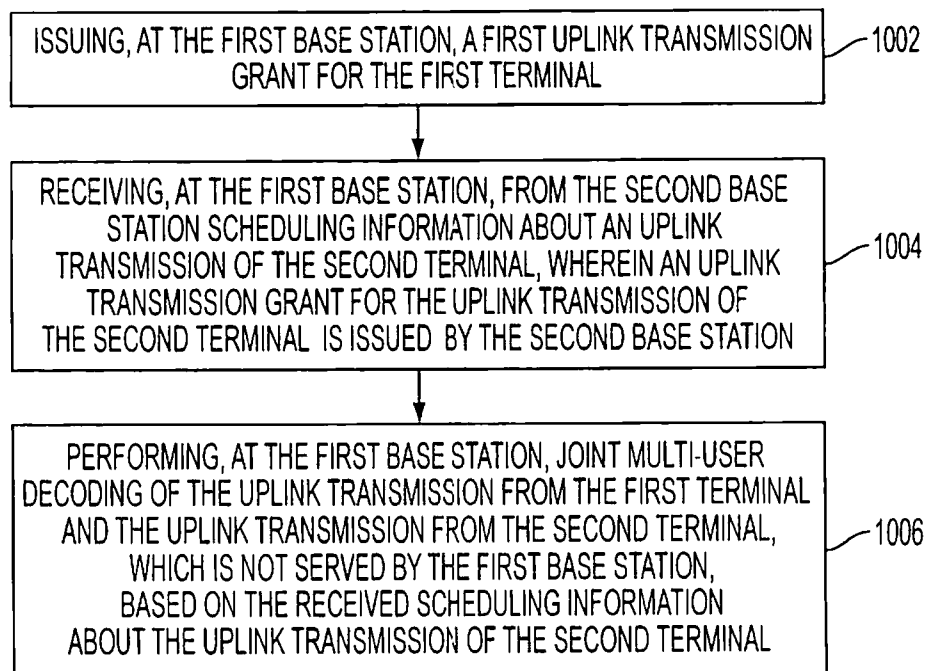 ISSUING, AT THE FIRST BASE STATION, A FIRST UPLINK TRANSMISSION
GRANT FOR THE FIRST TERMINAL
1002
RECEIVING, AT THE FIRST BASE STATION, FROM THE SECOND BASE
STATION SCHEDULING INFORMATION ABOUT AN UPLINK
TRANSMISSION OF THE SECOND TERMINAL, WHEREIN AN UPLINK
TRANSMISSION GRANT FOR THE UPLINK TRANSMISSION OF
THE SECOND TERMINAL IS ISSUED BY THE SECOND BASE STATION
1004
PERFORMING, AT THE FIRST BASE STATION, JOINT MULTI-USER
DECODING OF THE UPLINK TRANSMISSION FROM THE FIRST TERMINAL
AND THE UPLINK TRANSMISSION FROM THE SECOND TERMINAL,
WHICH IS NOT SERVED BY THE FIRST BASE STATION,
BASED ON THE RECEIVED SCHEDULING INFORMATION
ABOUT THE UPLINK TRANSMISSION OF THE SECOND TERMINAL
1006